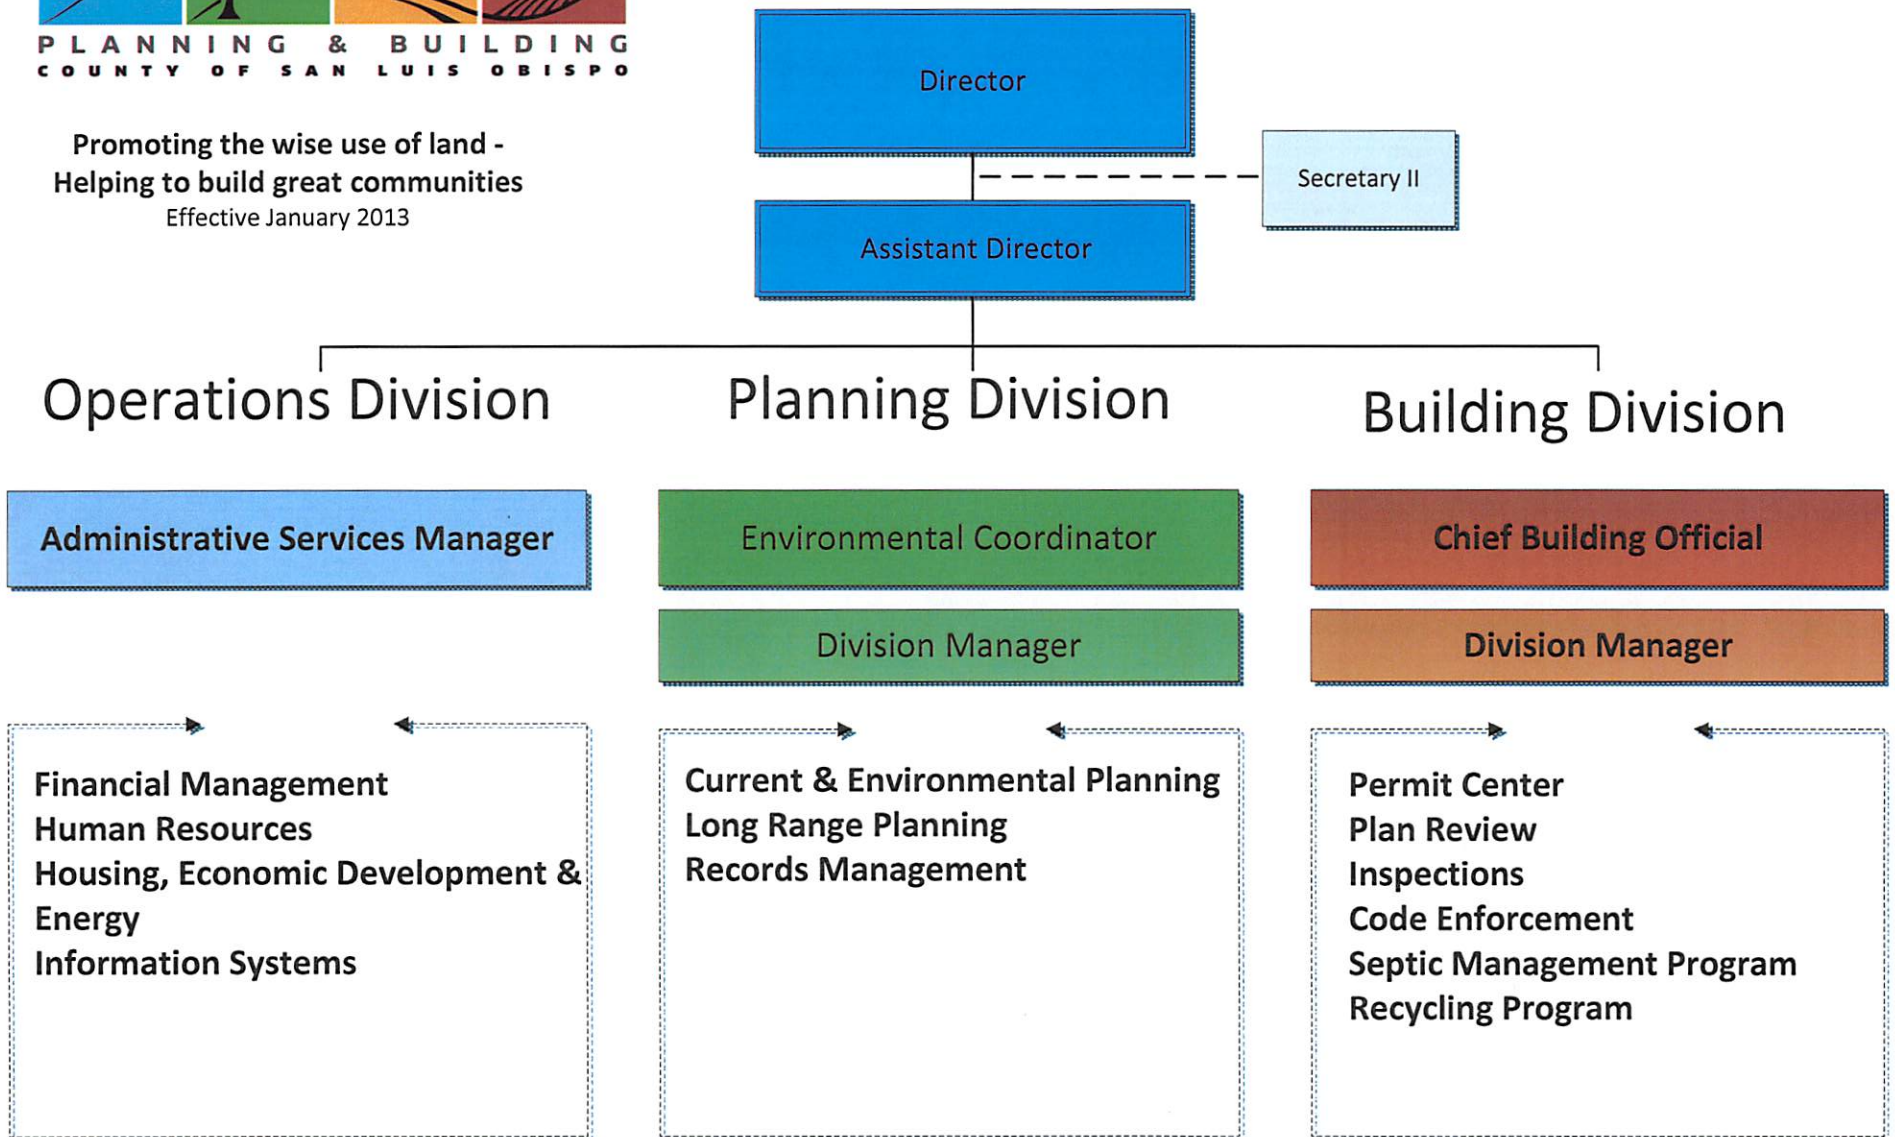 PLANNING & BUILDING
COUNTY OF SAN LUIS OBISPO
Promoting the wise use of land -
Helping to build great communities
Effective January 2013
Director
Secretary II
Assistant Director
Operations Division
Planning Division
Building Division
Administrative Services Manager
Environmental Coordinator
Chief Building Official
Division Manager
Division Manager
Financial Management
Human Resources
Housing, Economic Development &
Energy
Information Systems
Current & Environmental Planning
Long Range Planning
Records Management
Permit Center
Plan Review
Inspections
Code Enforcement
Septic Management Program
Recycling Program